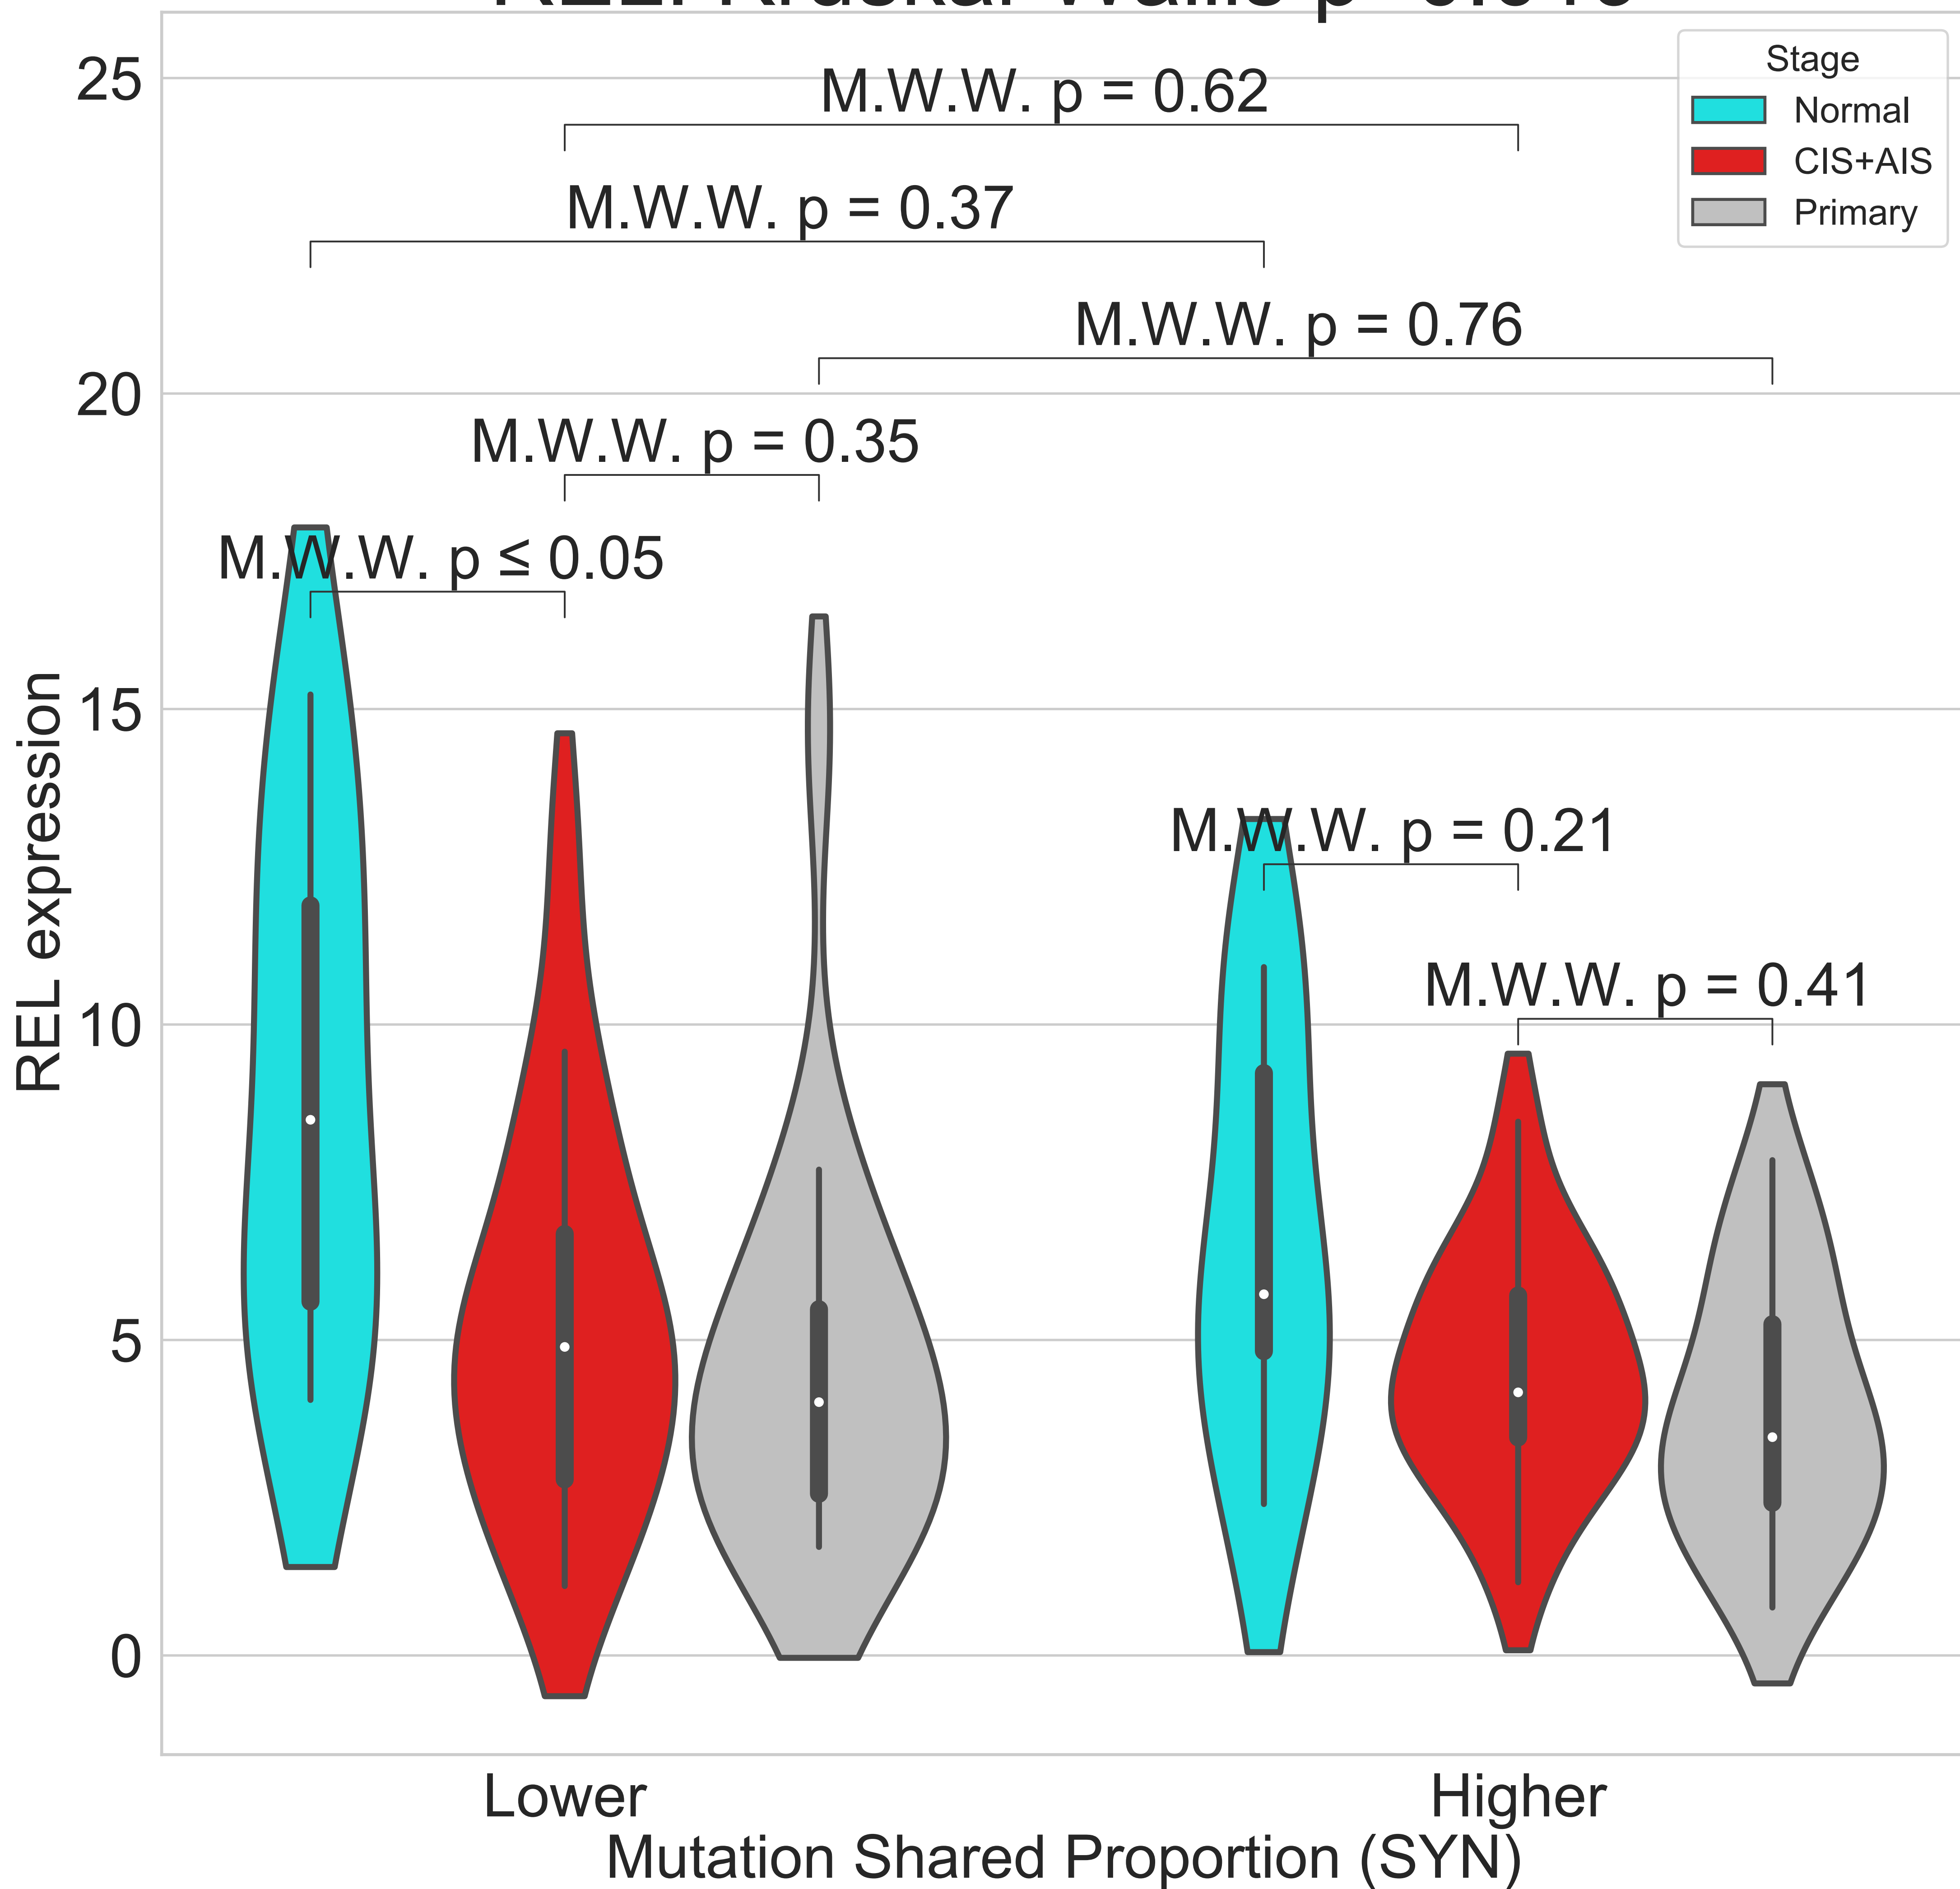 25
20
15
10
5
0
REL expression
M.W.W. p = 0.62
M.W.W. p = 0.37
M.W.W. p = 0.76
M.W.W. p = 0.35
M.W.W. p ≤ 0.05
M.W.W. p = 0.21
M.W.W. p = 0.41
Stage
Normal
CIS+AIS
Primary
Lower
Higher
Mutation Shared Proportion (SYN)